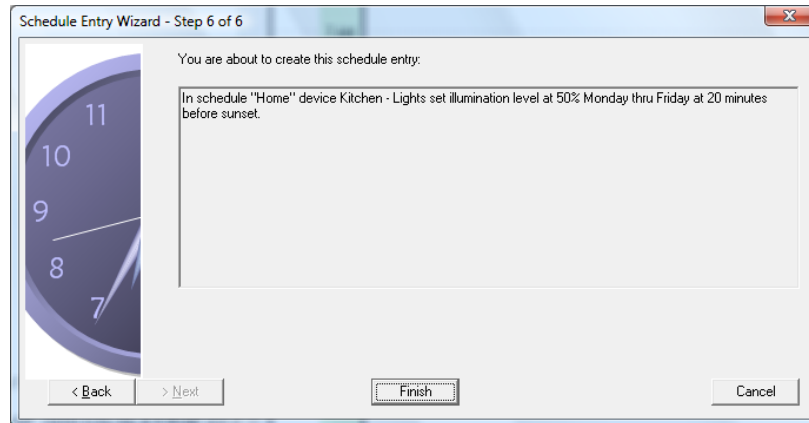 Schedule Entry Wizard - Step 6 of 6
You are about to create this schedule entry:
In schedule "Home" device Kitchen - Lights set illumination level at 50% Monday thru Friday at 20 minutes
before sunset.
11
10
9
8
7
< Back
> Next
Finish
Cancel